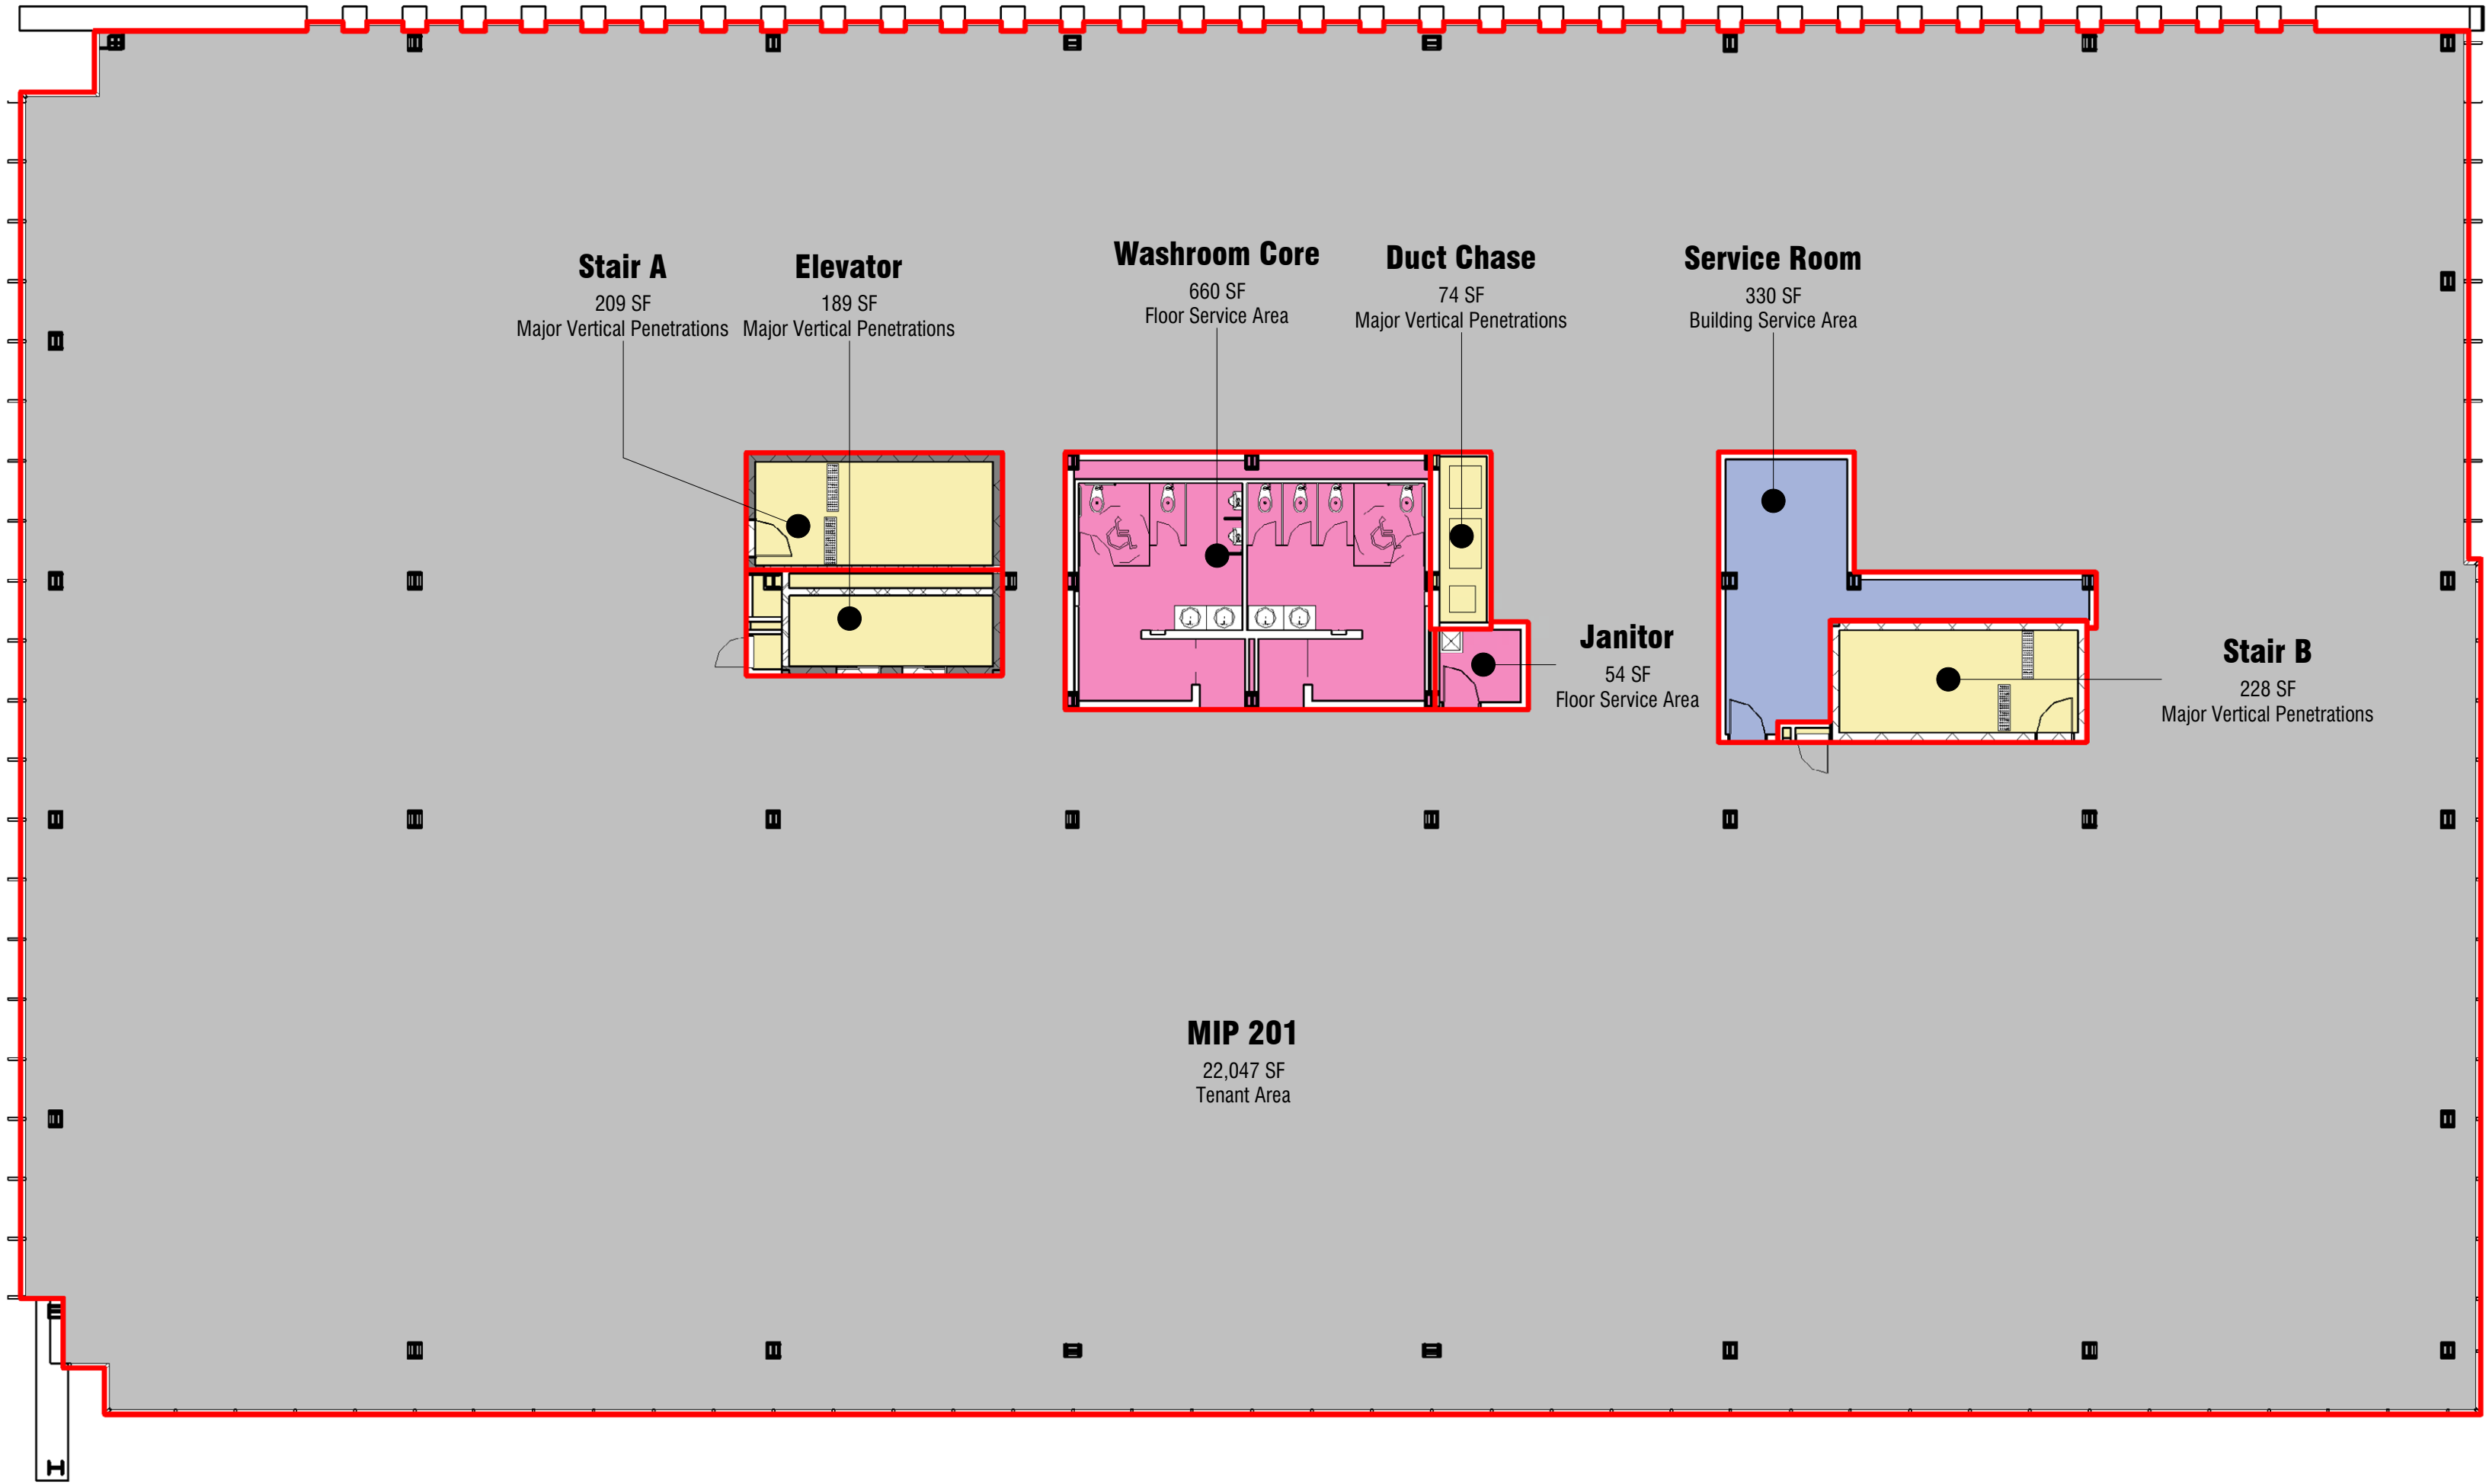 Stair A
209 SF
Major Vertical Penetrations
Elevator
189 SF
Major Vertical Penetrations
Washroom Core
660 SF
Floor Service Area
Duct Chase
74 SF
Major Vertical Penetrations
Service Room
330 SF
Building Service Area
Janitor
54 SF
Floor Service Area
Stair B
228 SF
Major Vertical Penetrations
MIP 201
22,047 SF
Tenant Area